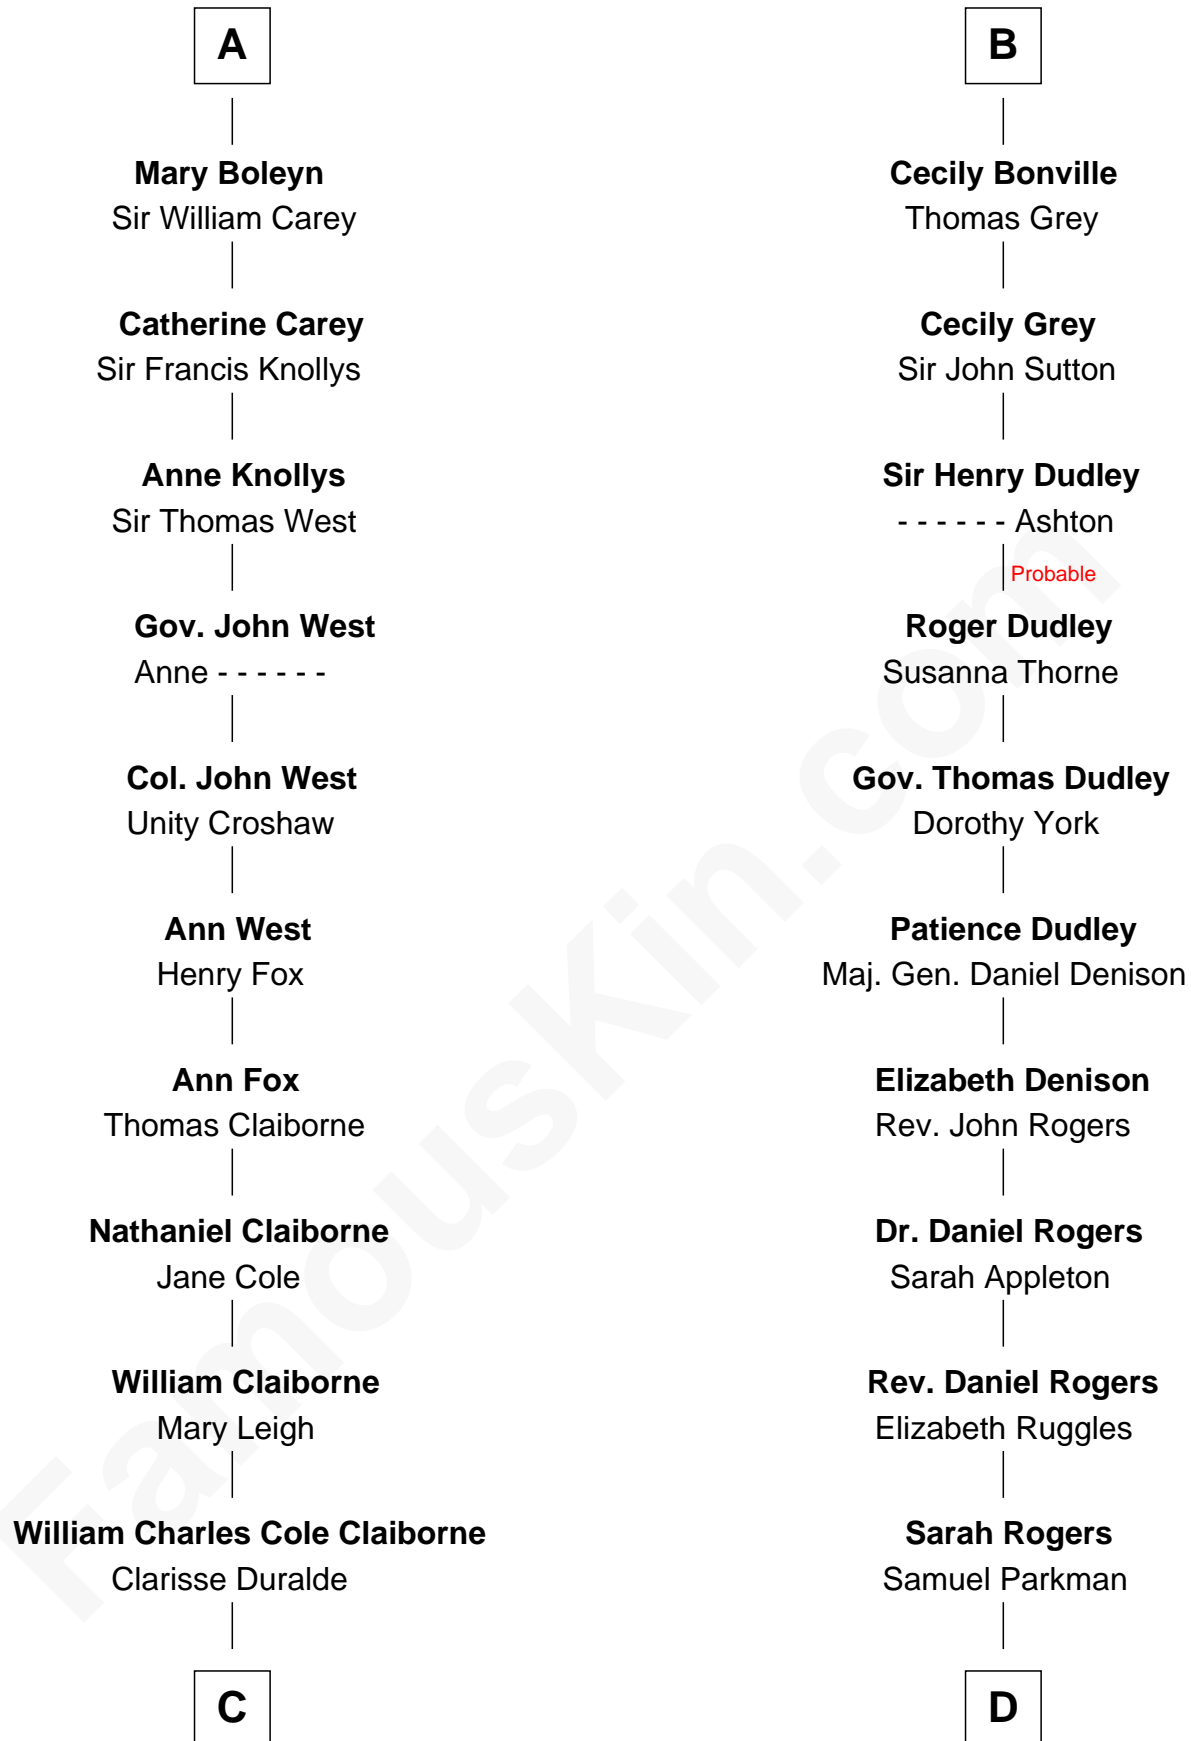 A
Mary Boleyn
Sir William Carey
Catherine Carey
Sir Francis Knollys
Anne Knollys
Sir Thomas West
Gov. John West
Anne - - - - - -
Col. John West
Unity Croshaw
Ann West
Henry Fox
Ann Fox
Thomas Claiborne
Nathaniel Claiborne
Jane Cole
William Claiborne
Mary Leigh
William Charles Cole Claiborne
Clarisse Duralde
C
B
Cecily Bonville
Thomas Grey
Cecily Grey
Sir John Sutton
Sir Henry Dudley
- - - - - - Ashton
Probable
Roger Dudley
Susanna Thorne
Gov. Thomas Dudley
Dorothy York
Patience Dudley
Maj. Gen. Daniel Denison
Elizabeth Denison
Rev. John Rogers
Dr. Daniel Rogers
Sarah Appleton
Rev. Daniel Rogers
Elizabeth Ruggles
Sarah Rogers
Samuel Parkman
D
FamousKin.com